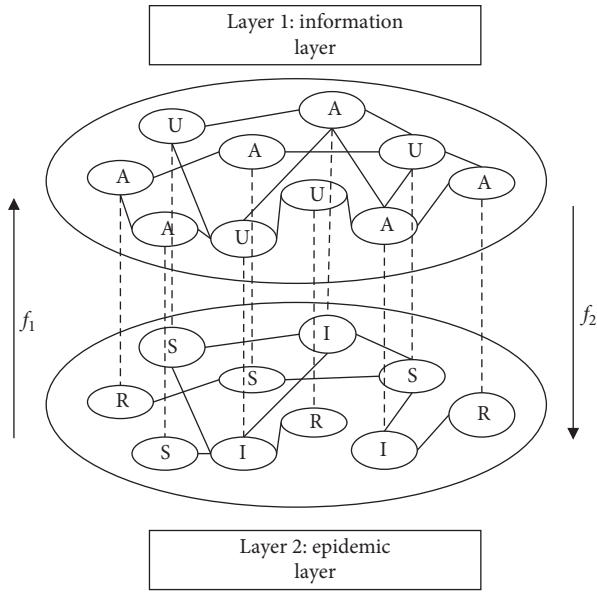 Layer 1: information
layer
A
U
A
U
A
A
U
A
A
U
A
f1
f2
I
S
S
S
R
R
R
S
I
I
Layer 2: epidemic
layer